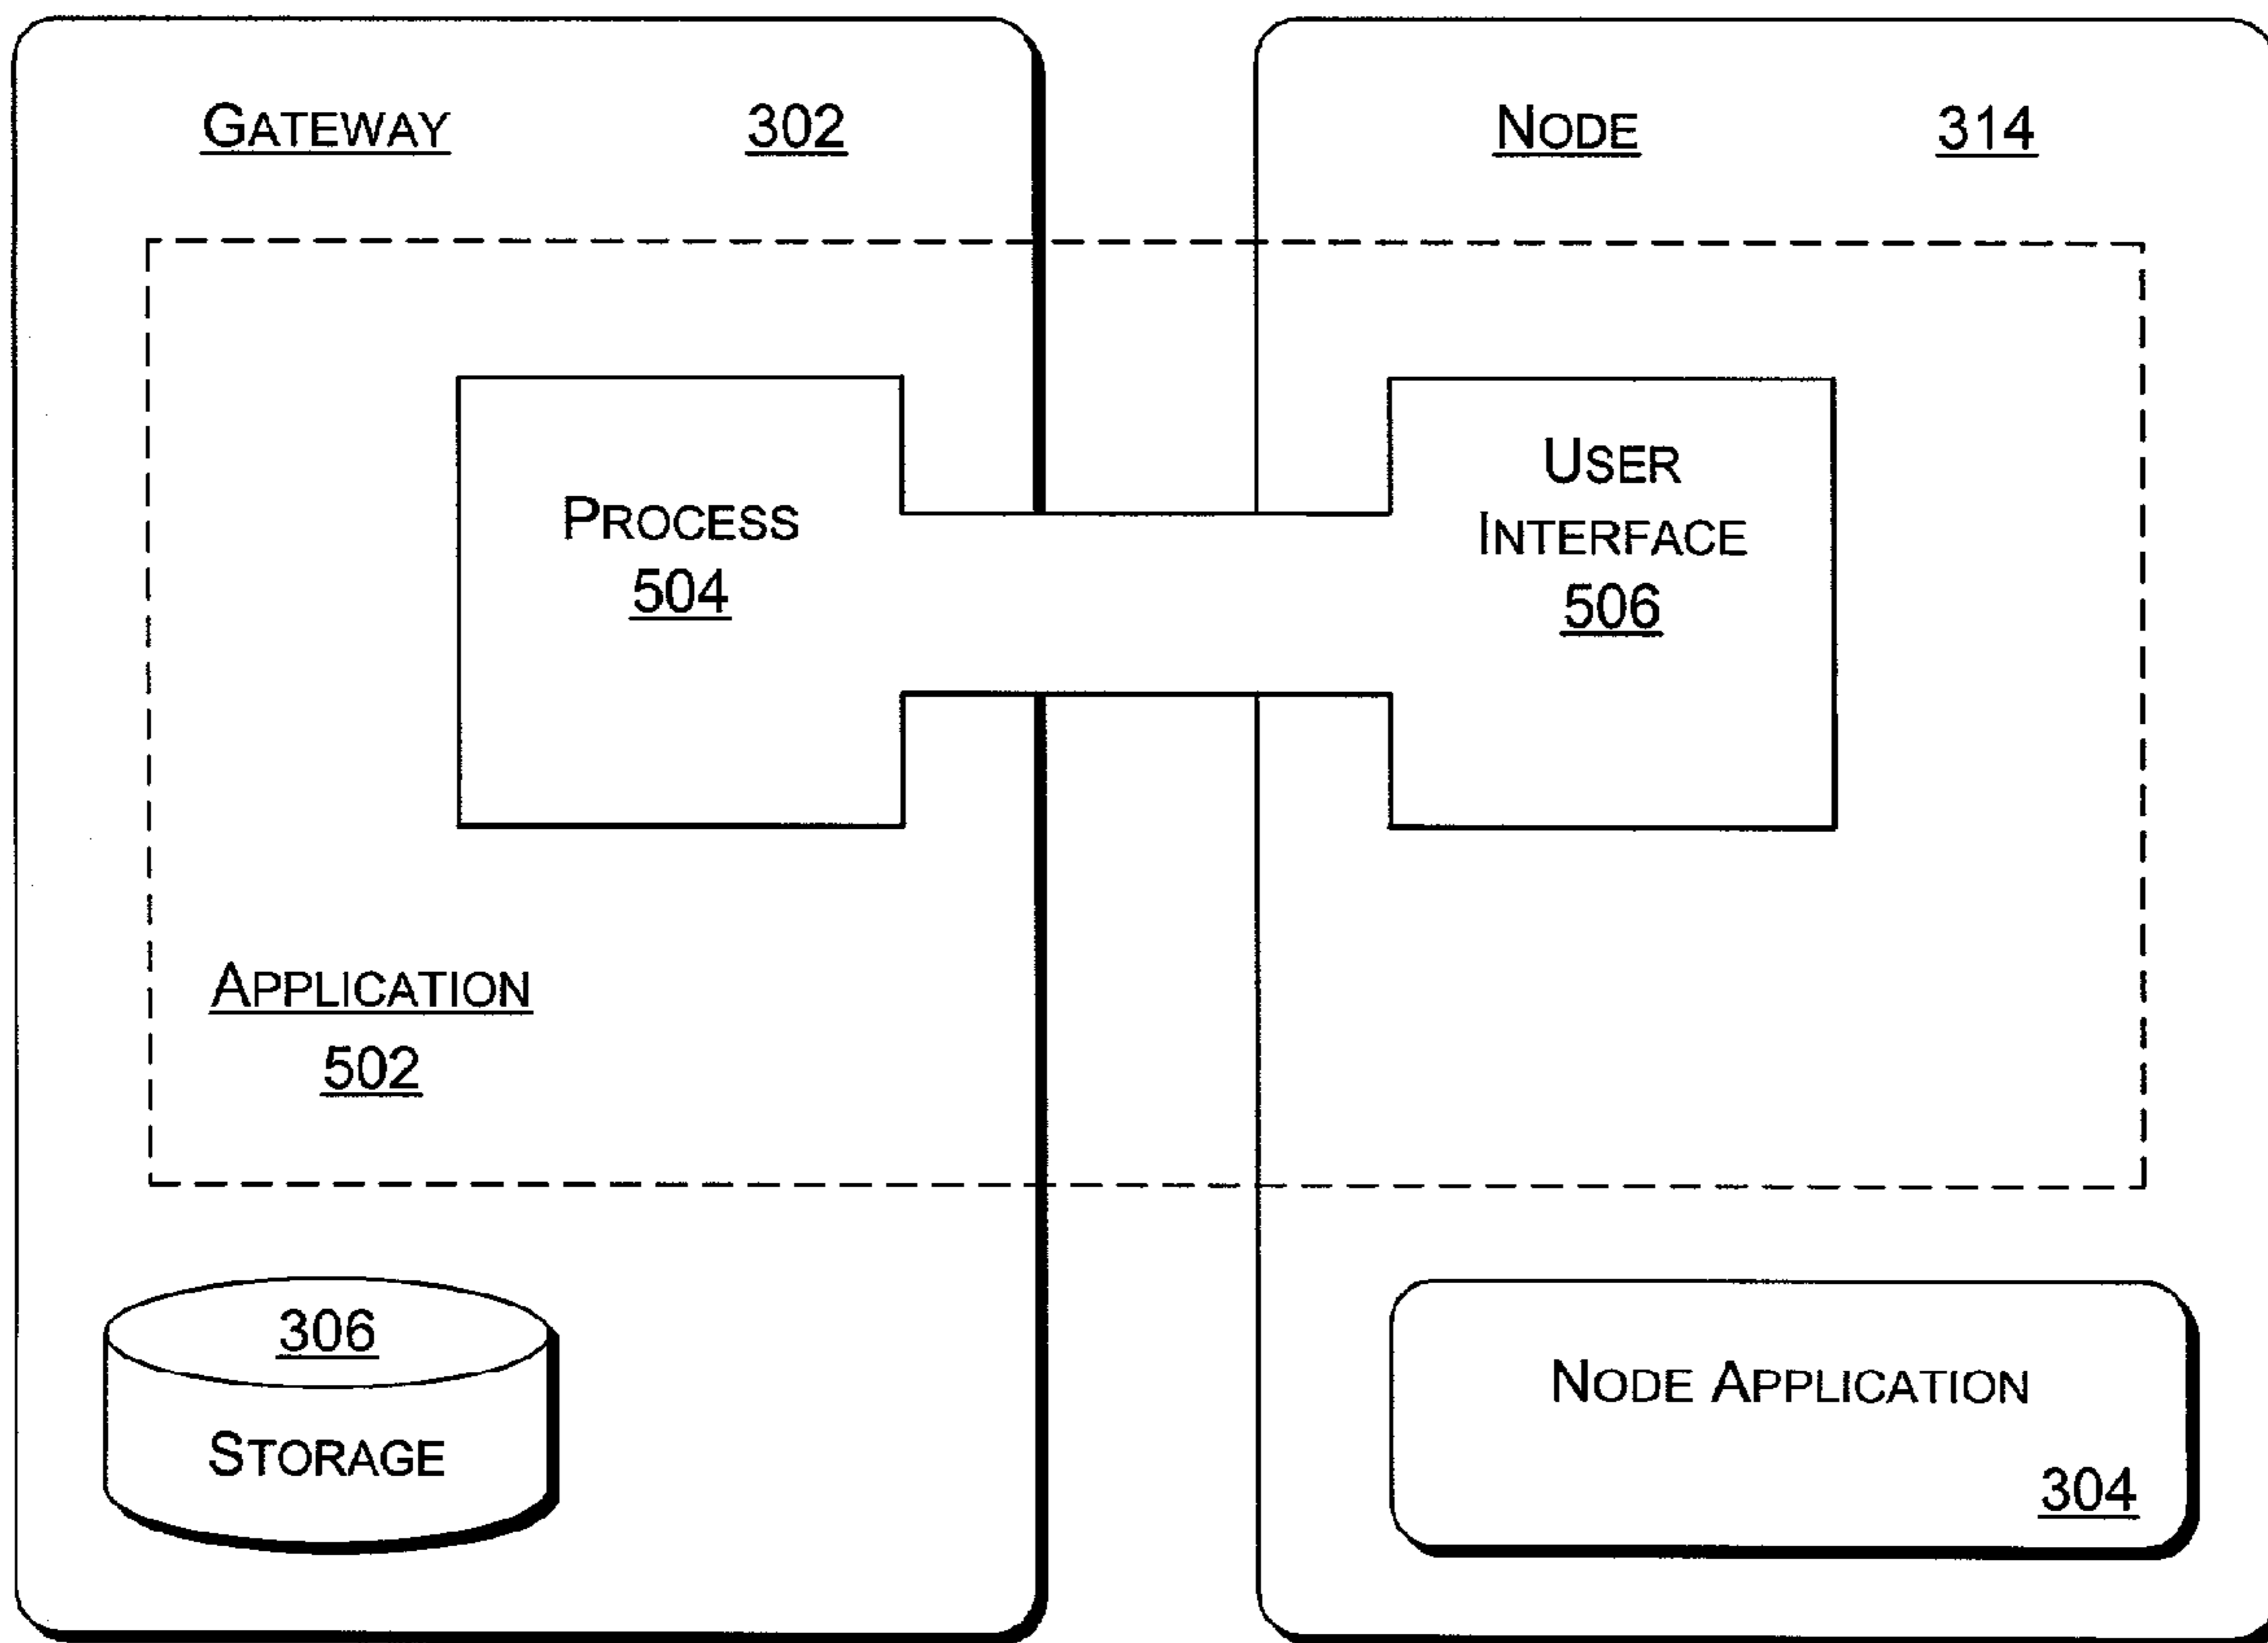 GATEWAY 302
NODE 314
PROCESS
504
USER
INTERFACE
506
APPLICATION
502
306
STORAGE
NODE APPLICATION
304